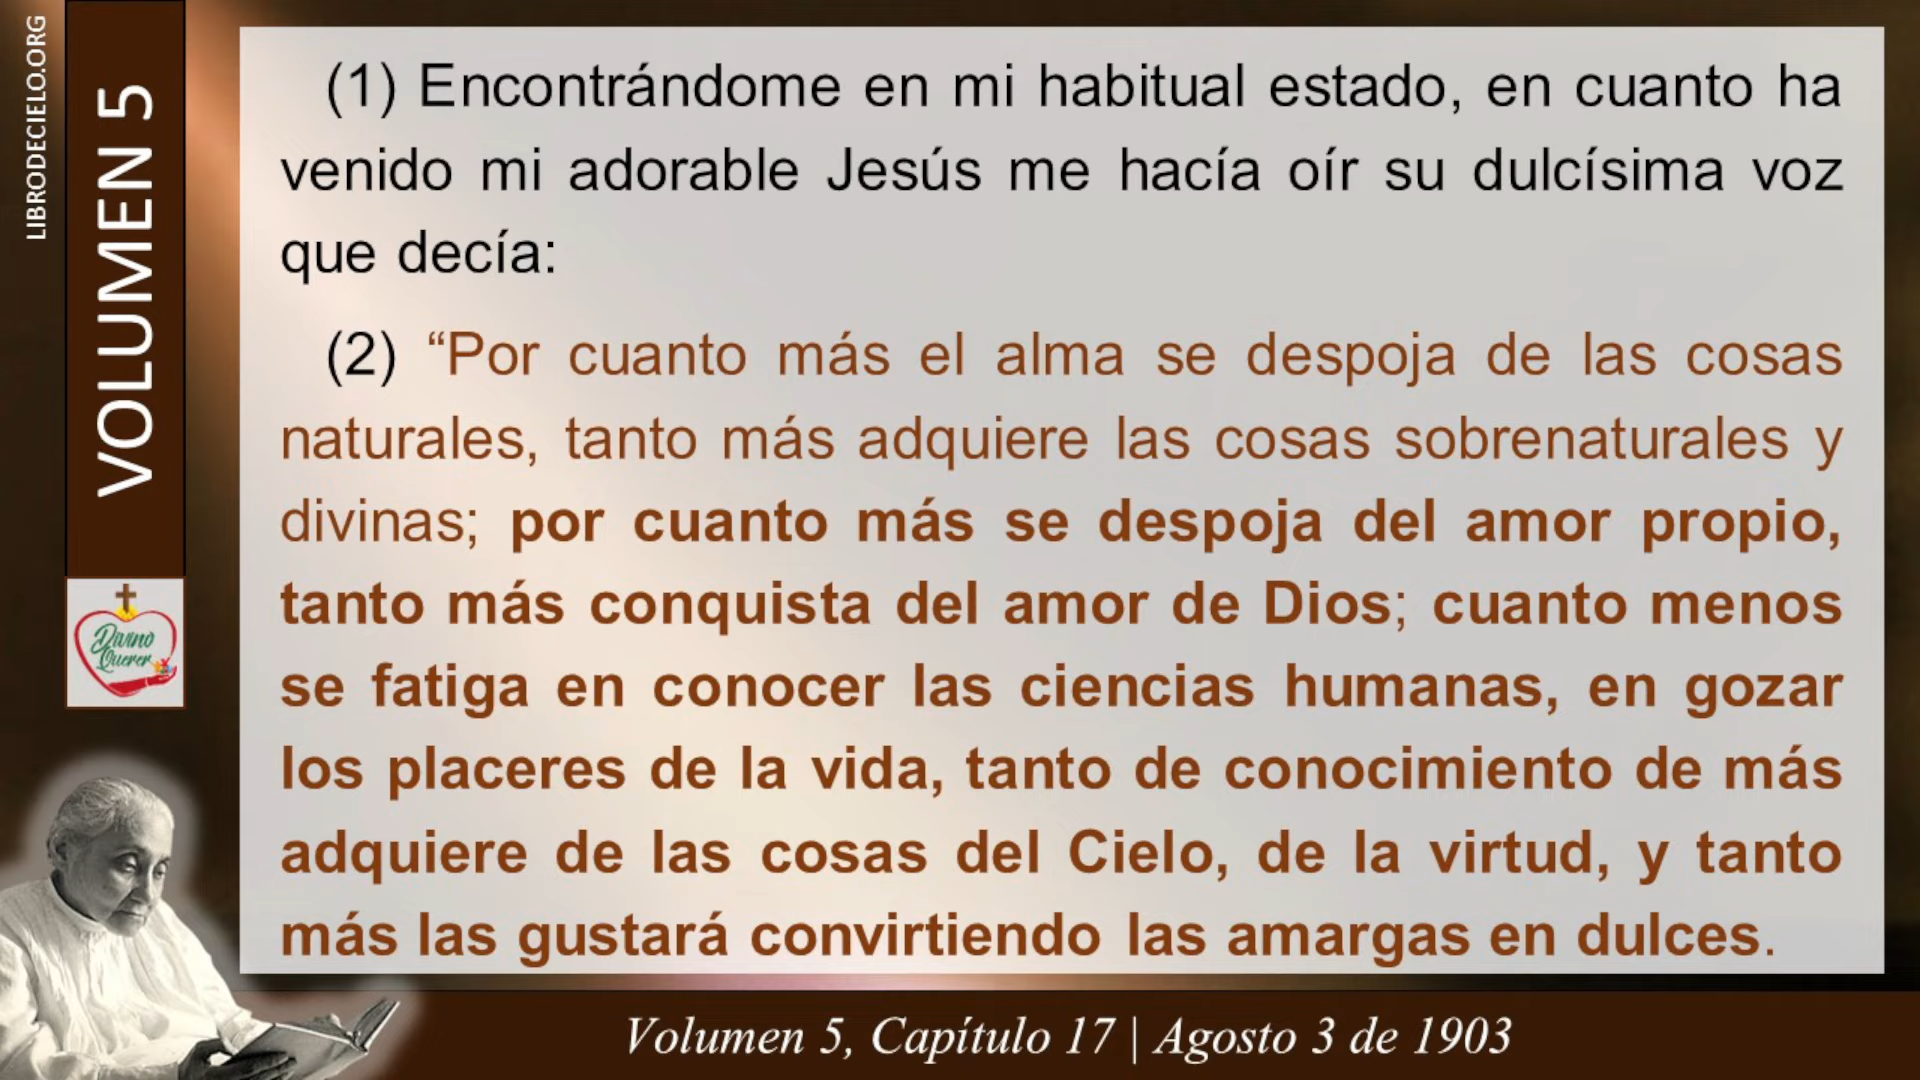 LIBRODECIELO.ORG
VOLUMEN 5
Divino
Querer
(1) Encontrándome en mi habitual estado, en cuanto ha
venido mi adorable Jesús me hacía oír su dulcísima voz
que decía:
(2) “Por cuanto más el alma se despoja de las cosas
naturales, tanto más adquiere las cosas sobrenaturales y
divinas; por cuanto más se despoja del amor propio,
tanto más conquista del amor de Dios; cuanto menos
se fatiga en conocer las ciencias humanas, en gozar
los placeres de la vida, tanto de conocimiento de más
adquiere de las cosas del Cielo, de la virtud, y tanto
más las gustará convirtiendo las amargas en dulces.
Volumen 5, Capítulo 17 | Agosto 3 de 1903